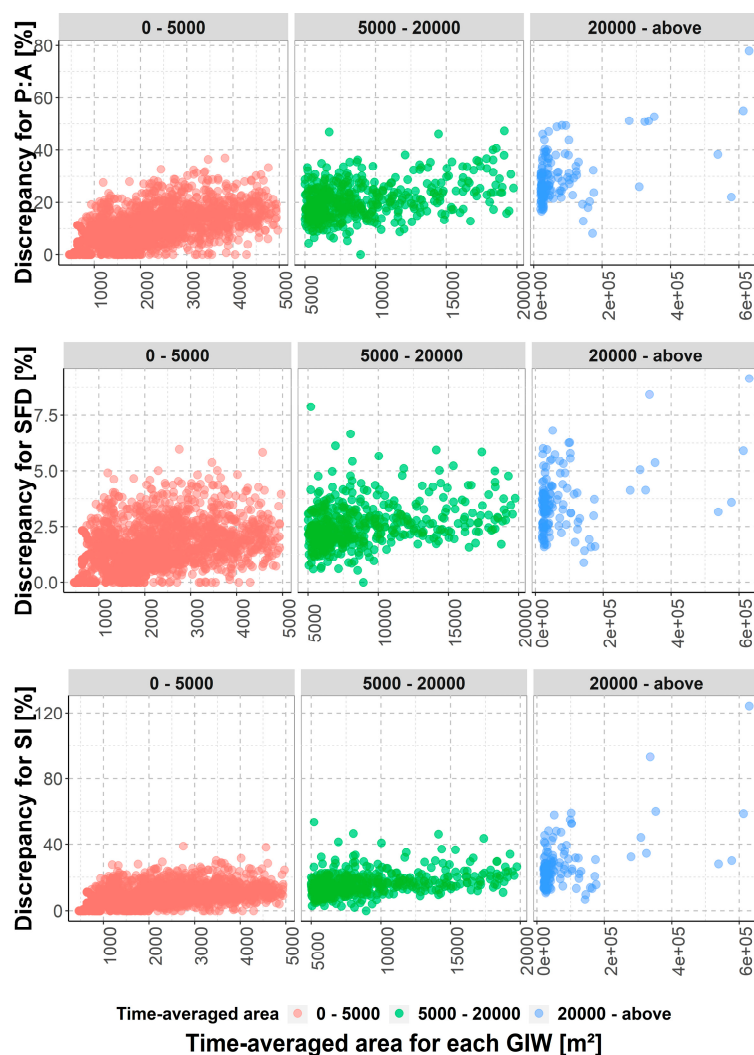 0 - 5000 5000 - 20000 20000 - above
Discrepancy for P:A [%]
80
60
40
20
0
1000 2000 3000 4000 5000 5000 10000 15000 20000 0e+00 2e+05 4e+05 6e+05
0 - 5000 5000 - 20000 20000 - above
Discrepancy for SFD [%]
7.5
5.0
2.5
0.0
1000 2000 3000 4000 5000 5000 10000 15000 20000 0e+00 2e+05 4e+05 6e+05
0 - 5000 5000 - 20000 20000 - above
Discrepancy for SI [%]
120
80
40
0
1000 2000 3000 4000 5000 5000 10000 15000 20000 0e+00 2e+05 4e+05 6e+05
Time-averaged area 0 - 5000 5000 - 20000 20000 - above
Time-averaged area for each GIW [m²]